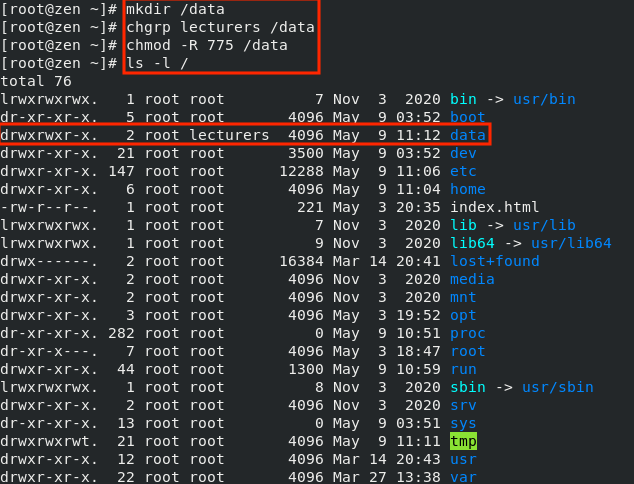 [root@zen ~]# mkdir /data
[root@zen ~]# chgrp lecturers /data
[root@zen ~]# chmod -R 775 /data
[root@zen ~]# ls -l /
total 76
lrwxrwxrwx.   1 root root          7 Nov  3  2020 bin -> usr/bin
dr-xr-xr-x.   5 root root       4096 May  9 03:52 boot
drwxrwxr-x.   2 root lecturers  4096 May  9 11:12 data
drwxr-xr-x.  21 root root       3500 May  9 03:52 dev
drwxr-xr-x. 147 root root      12288 May  9 11:06 etc
drwxr-xr-x.   6 root root       4096 May  9 11:04 home
-rw-r--r--.   1 root root        221 May  3 20:35 index.html
lrwxrwxrwx.   1 root root          7 Nov  3  2020 lib -> usr/lib
lrwxrwxrwx.   1 root root          9 Nov  3  2020 lib64 -> usr/lib64
drwx------.   2 root root      16384 Mar 14 20:41 lost+found
drwxr-xr-x.   2 root root       4096 Nov  3  2020 media
drwxr-xr-x.   2 root root       4096 Nov  3  2020 mnt
drwxr-xr-x.   3 root root       4096 May  3 19:52 opt
dr-xr-xr-x. 282 root root          0 May  9 10:51 proc
dr-xr-x---.   7 root root       4096 May  3 18:47 root
drwxr-xr-x.  44 root root       1300 May  9 10:59 run
lrwxrwxrwx.   1 root root          8 Nov  3  2020 sbin -> usr/sbin
drwxr-xr-x.   2 root root       4096 Nov  3  2020 srv
dr-xr-xr-x.  13 root root          0 May  9 03:51 sys
drwxrwxrwt.  21 root root       4096 May  9 11:11 tmp
drwxr-xr-x.  12 root root       4096 Mar 14 20:43 usr
drwxr-xr-x.  22 root root       4096 Mar 27 13:38 var